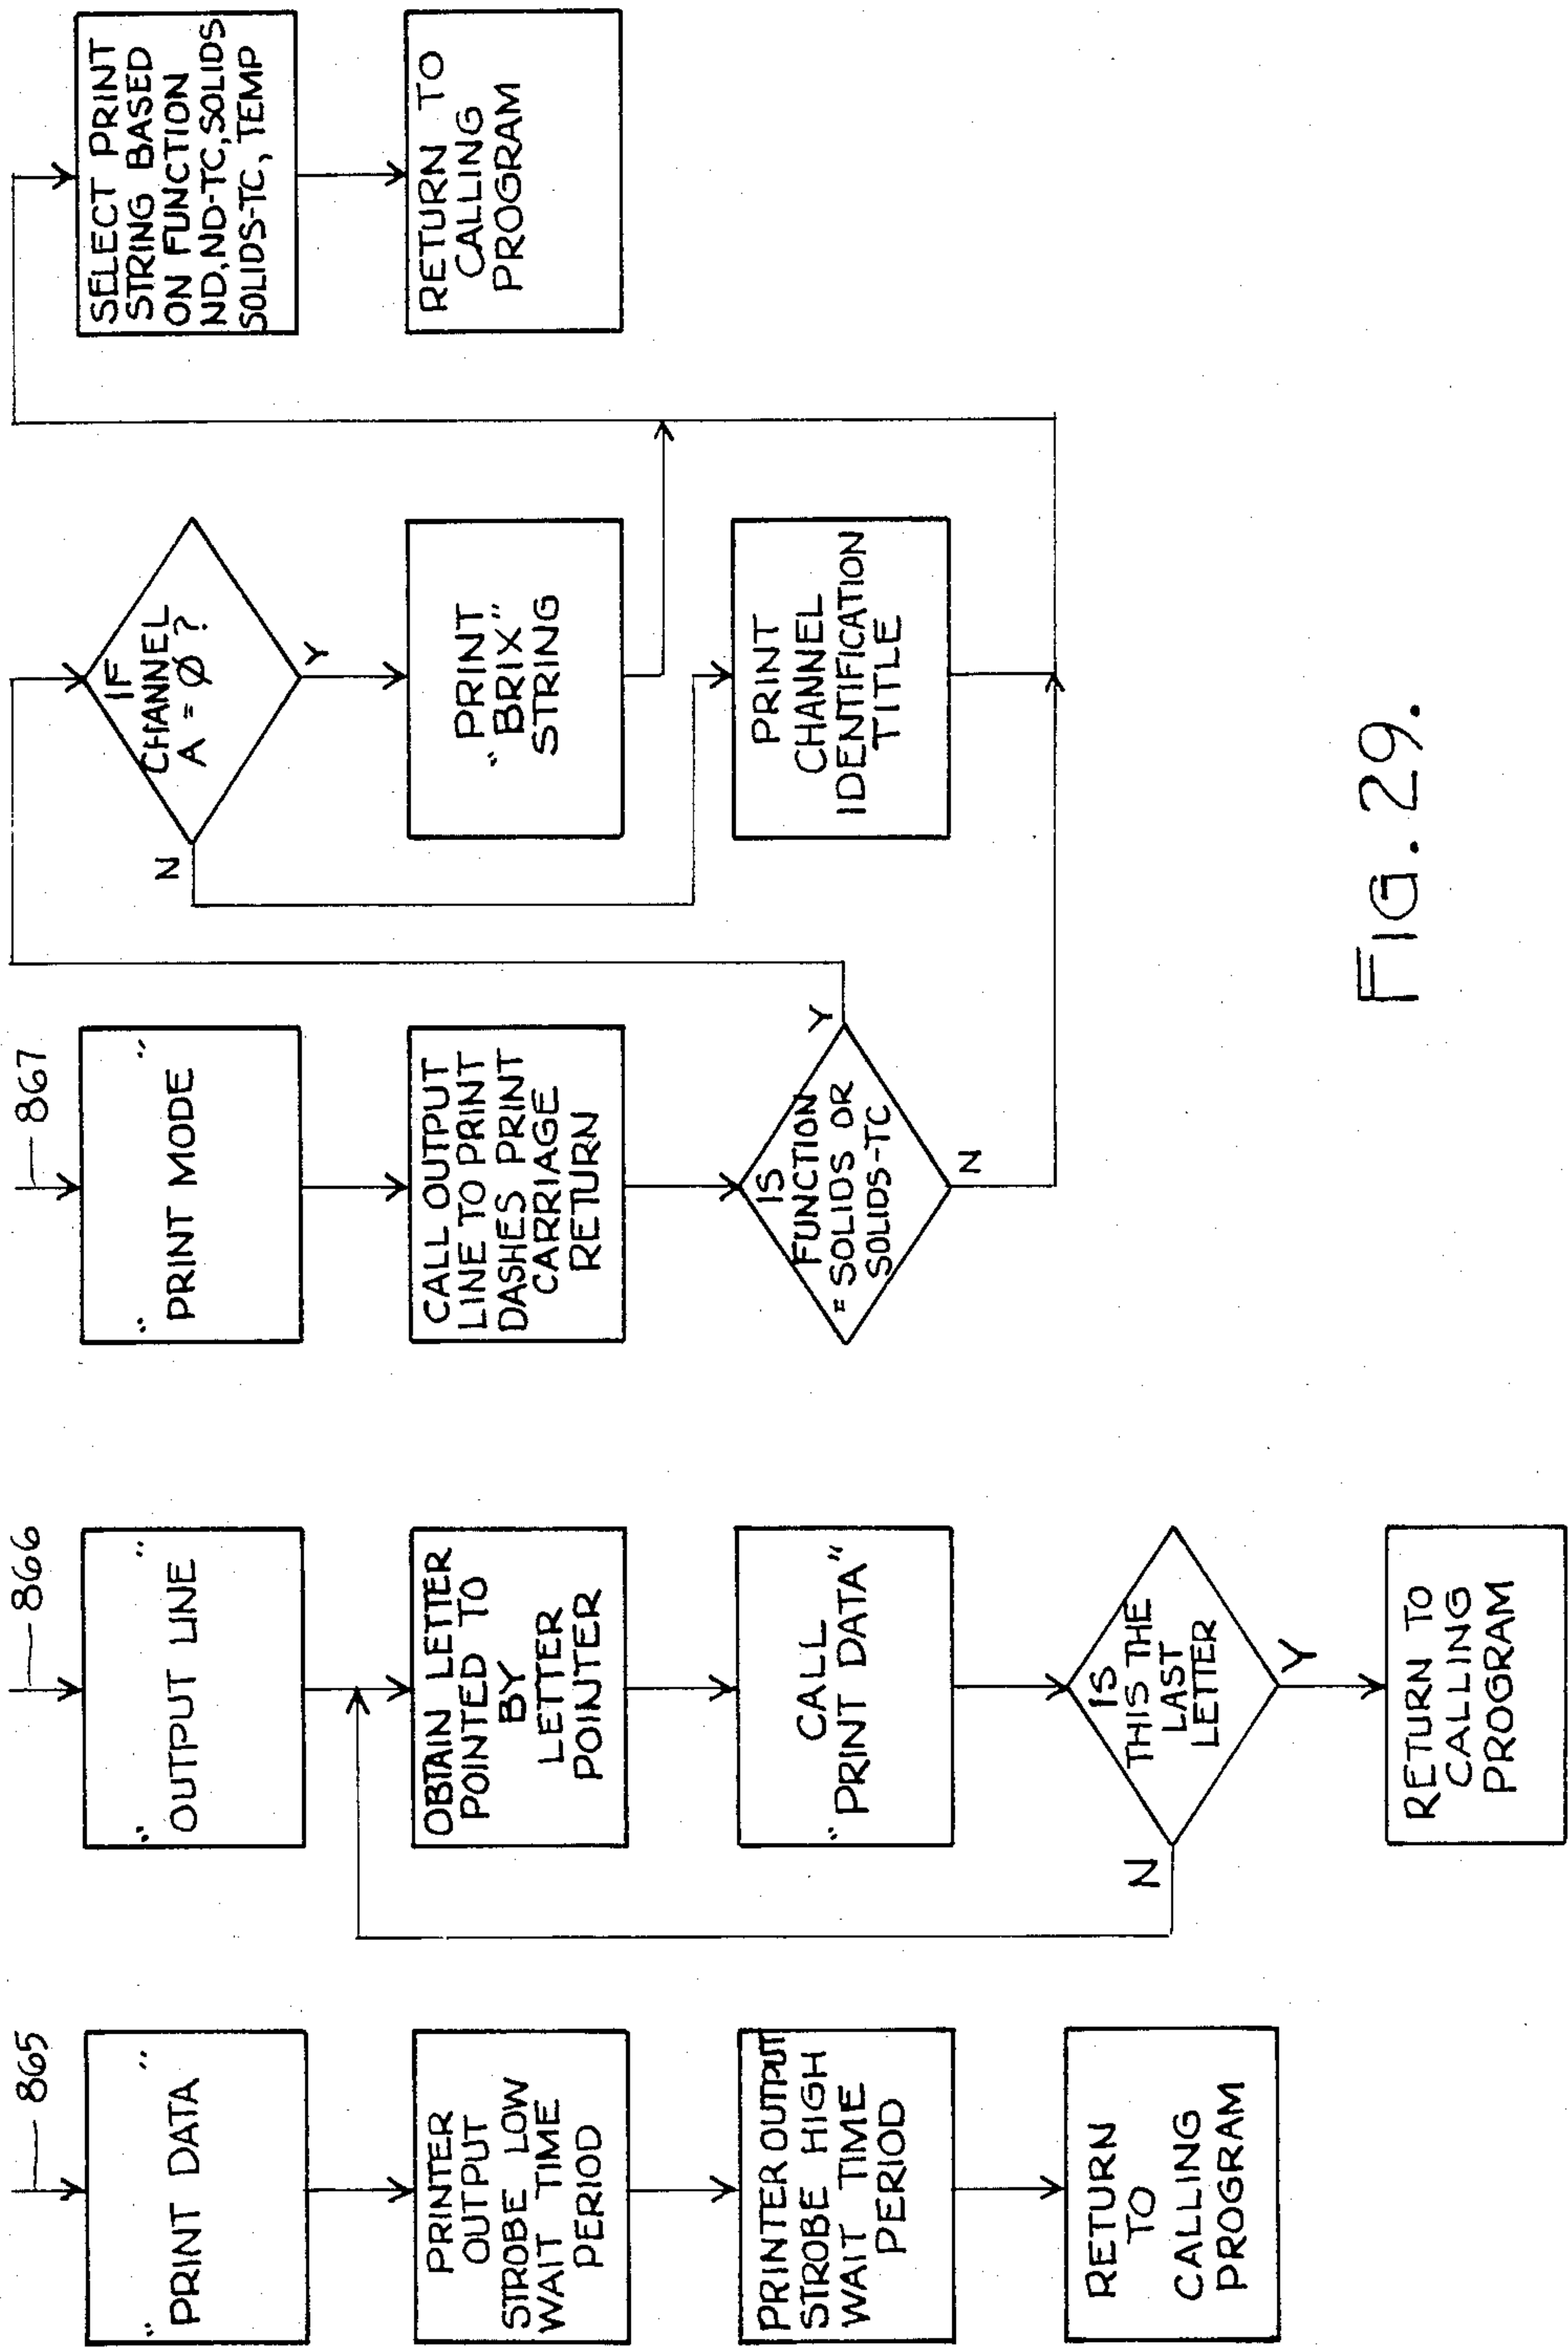 865
" PRINT DATA "
PRINTER
OUTPUT
STROBE LOW
WAIT TIME
PERIOD
PRINTER OUTPUT
STROBE HIGH
WAIT TIME
PERIOD
RETURN
TO
CALLING
PROGRAM
866
" OUTPUT LINE "
OBTAIN LETTER
POINTED TO
BY
LETTER
POINTER
CALL
" PRINT DATA "
IS
THIS THE
LAST
LETTER
N
Y
RETURN TO
CALLING
PROGRAM
867
" PRINT MODE "
CALL OUTPUT
LINE TO PRINT
DASHES PRINT
CARRIAGE
RETURN
IS
FUNCTION
= SOLIDS OR
SOLIDS-TC
Y
N
IF
CHANNEL
A = Ø ?
N
Y
PRINT
" BRIX "
STRING
PRINT
CHANNEL
IDENTIFICATION
TITLE
SELECT PRINT
STRING BASED
ON FUNCTION
ND,ND-TC,SOLIDS
SOLIDS-TC, TEMP
RETURN TO
CALLING
PROGRAM
FIG. 29.